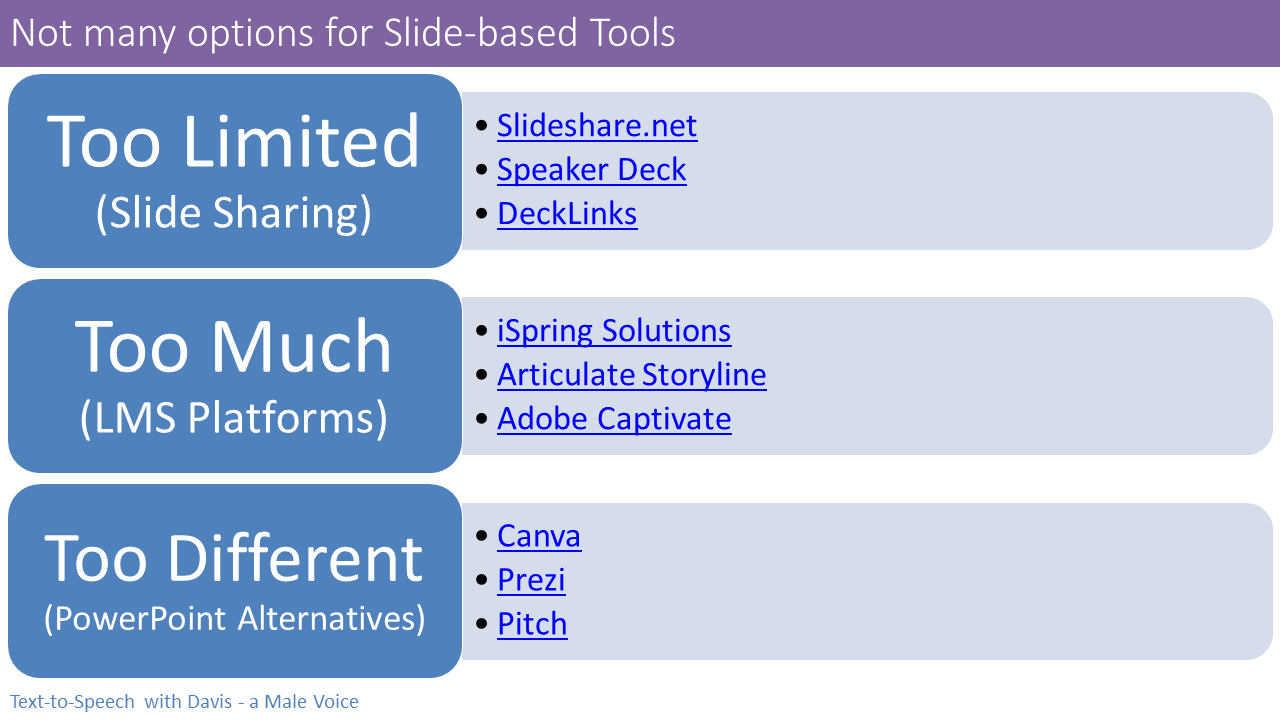 Not many options for Slide-based Tools
Too Limited
(Slide Sharing)
• Slideshare.net
• Speaker Deck
• DeckLinks
Too Much
(LMS Platforms)
• iSpring Solutions
• Articulate Storyline
• Adobe Captivate
Too Different
(PowerPoint Alternatives)
• Canva
• Prezi
• Pitch
Text-to-Speech with Davis - a Male Voice